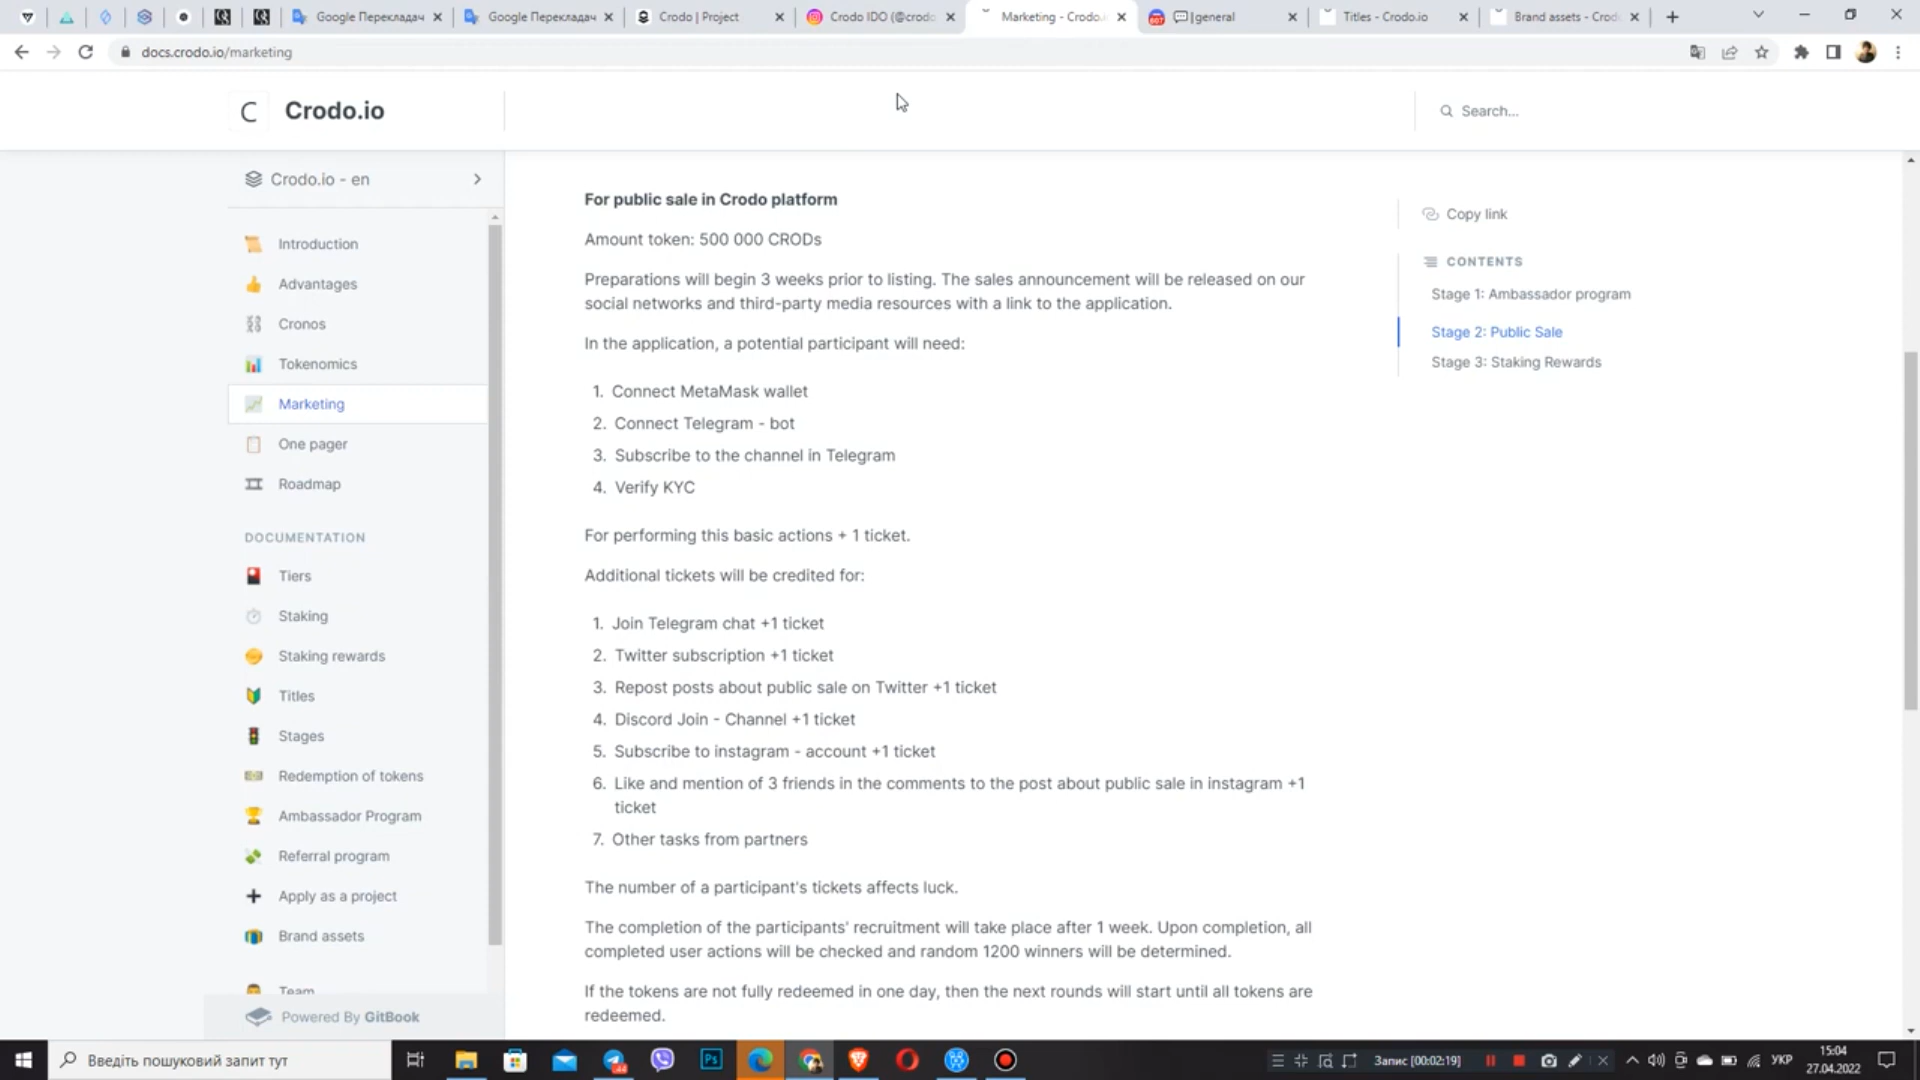 Google Перекладач
Google Перекладач
Crodo | Project
Crodo IDO (@crodo
Marketing - Crodo.
|general
Titles - Crodo.io
Brand assets - Crod
docs.crodo.io/marketing
C
Crodo.io
Search...
Crodo.io - en
Introduction
Advantages
Cronos
Tokenomics
Marketing
One pager
Roadmap
DOCUMENTATION
Tiers
Staking
Staking rewards
Titles
Stages
Redemption of tokens
Ambassador Program
Referral program
Apply as a project
Brand assets
Team
Powered By GitBook
For public sale in Crodo platform
Amount token: 500 000 CRODs
Preparations will begin 3 weeks prior to listing. The sales announcement will be released on our
social networks and third-party media resources with a link to the application.
In the application, a potential participant will need:
1. Connect MetaMask wallet
2. Connect Telegram - bot
3. Subscribe to the channel in Telegram
4. Verify KYC
For performing this basic actions + 1 ticket.
Additional tickets will be credited for:
1. Join Telegram chat +1 ticket
2. Twitter subscription +1 ticket
3. Repost posts about public sale on Twitter +1 ticket
4. Discord Join - Channel +1 ticket
5. Subscribe to instagram - account +1 ticket
6. Like and mention of 3 friends in the comments to the post about public sale in instagram +1
ticket
7. Other tasks from partners
The number of a participant's tickets affects luck.
The completion of the participants' recruitment will take place after 1 week. Upon completion, all
completed user actions will be checked and random 1200 winners will be determined.
If the tokens are not fully redeemed in one day, then the next rounds will start until all tokens are
redeemed.
Copy link
CONTENTS
Stage 1: Ambassador program
Stage 2: Public Sale
Stage 3: Staking Rewards
Введіть пошуковий запит тут
Ps
Запис [00:02:19]
УКР
15:04
27.04.2022